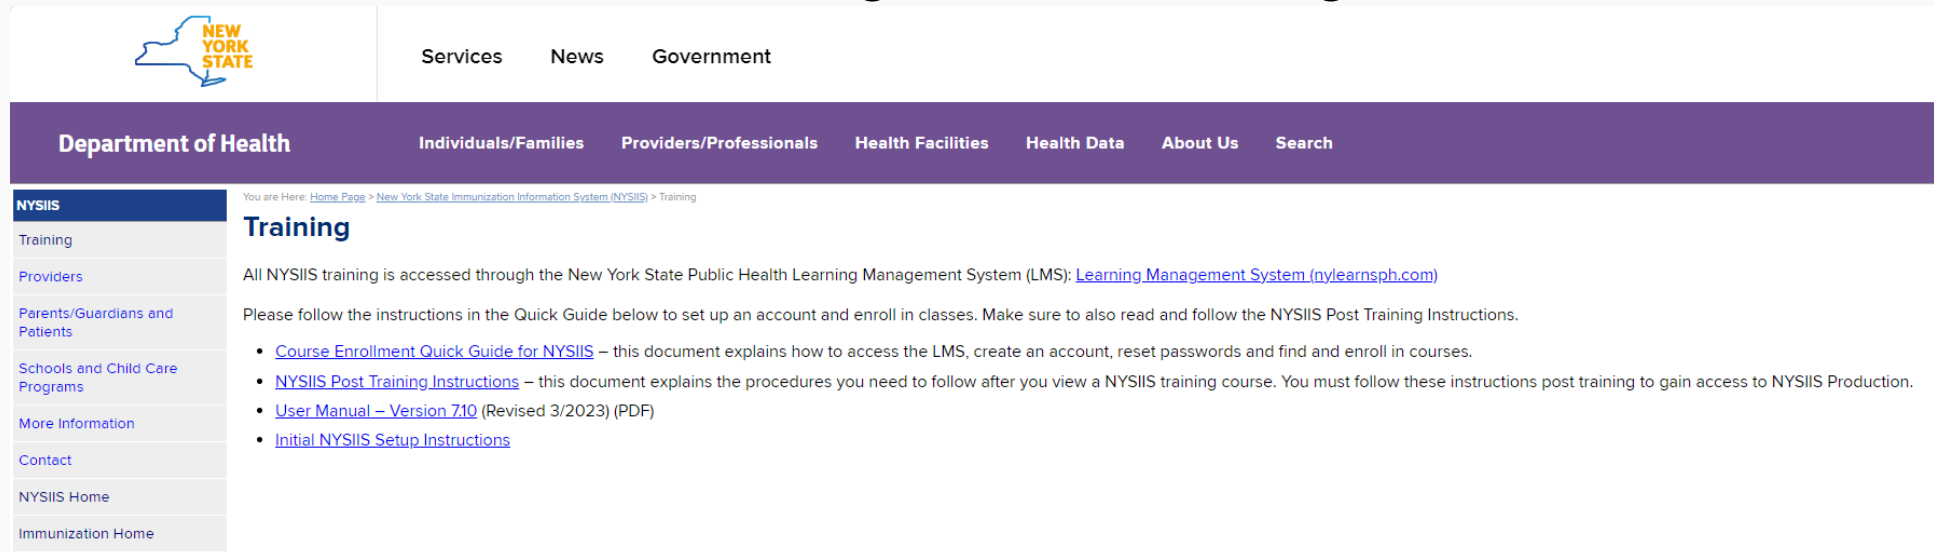 NEW
YORK
STATE
Services News Government
Department of Health Individuals/Families Providers/Professionals Health Facilities Health Data About Us Search
NYSIIS
Training
Providers
Parents/Guardians and
Patients
Schools and Child Care
Programs
More Information
Contact
NYSIIS Home
Immunization Home
You are Here: Home Page > New York State Immunization Information System (NYSIIS) > Training
Training
All NYSIIS training is accessed through the New York State Public Health Learning Management System (LMS): Learning Management System (nylearnsph.com)
Please follow the instructions in the Quick Guide below to set up an account and enroll in classes. Make sure to also read and follow the NYSIIS Post Training Instructions.
• Course Enrollment Quick Guide for NYSIIS – this document explains how to access the LMS, create an account, reset passwords and find and enroll in courses.
• NYSIIS Post Training Instructions – this document explains the procedures you need to follow after you view a NYSIIS training course. You must follow these instructions post training to gain access to NYSIIS Production.
• User Manual – Version 7.10 (Revised 3/2023) (PDF)
• Initial NYSIIS Setup Instructions